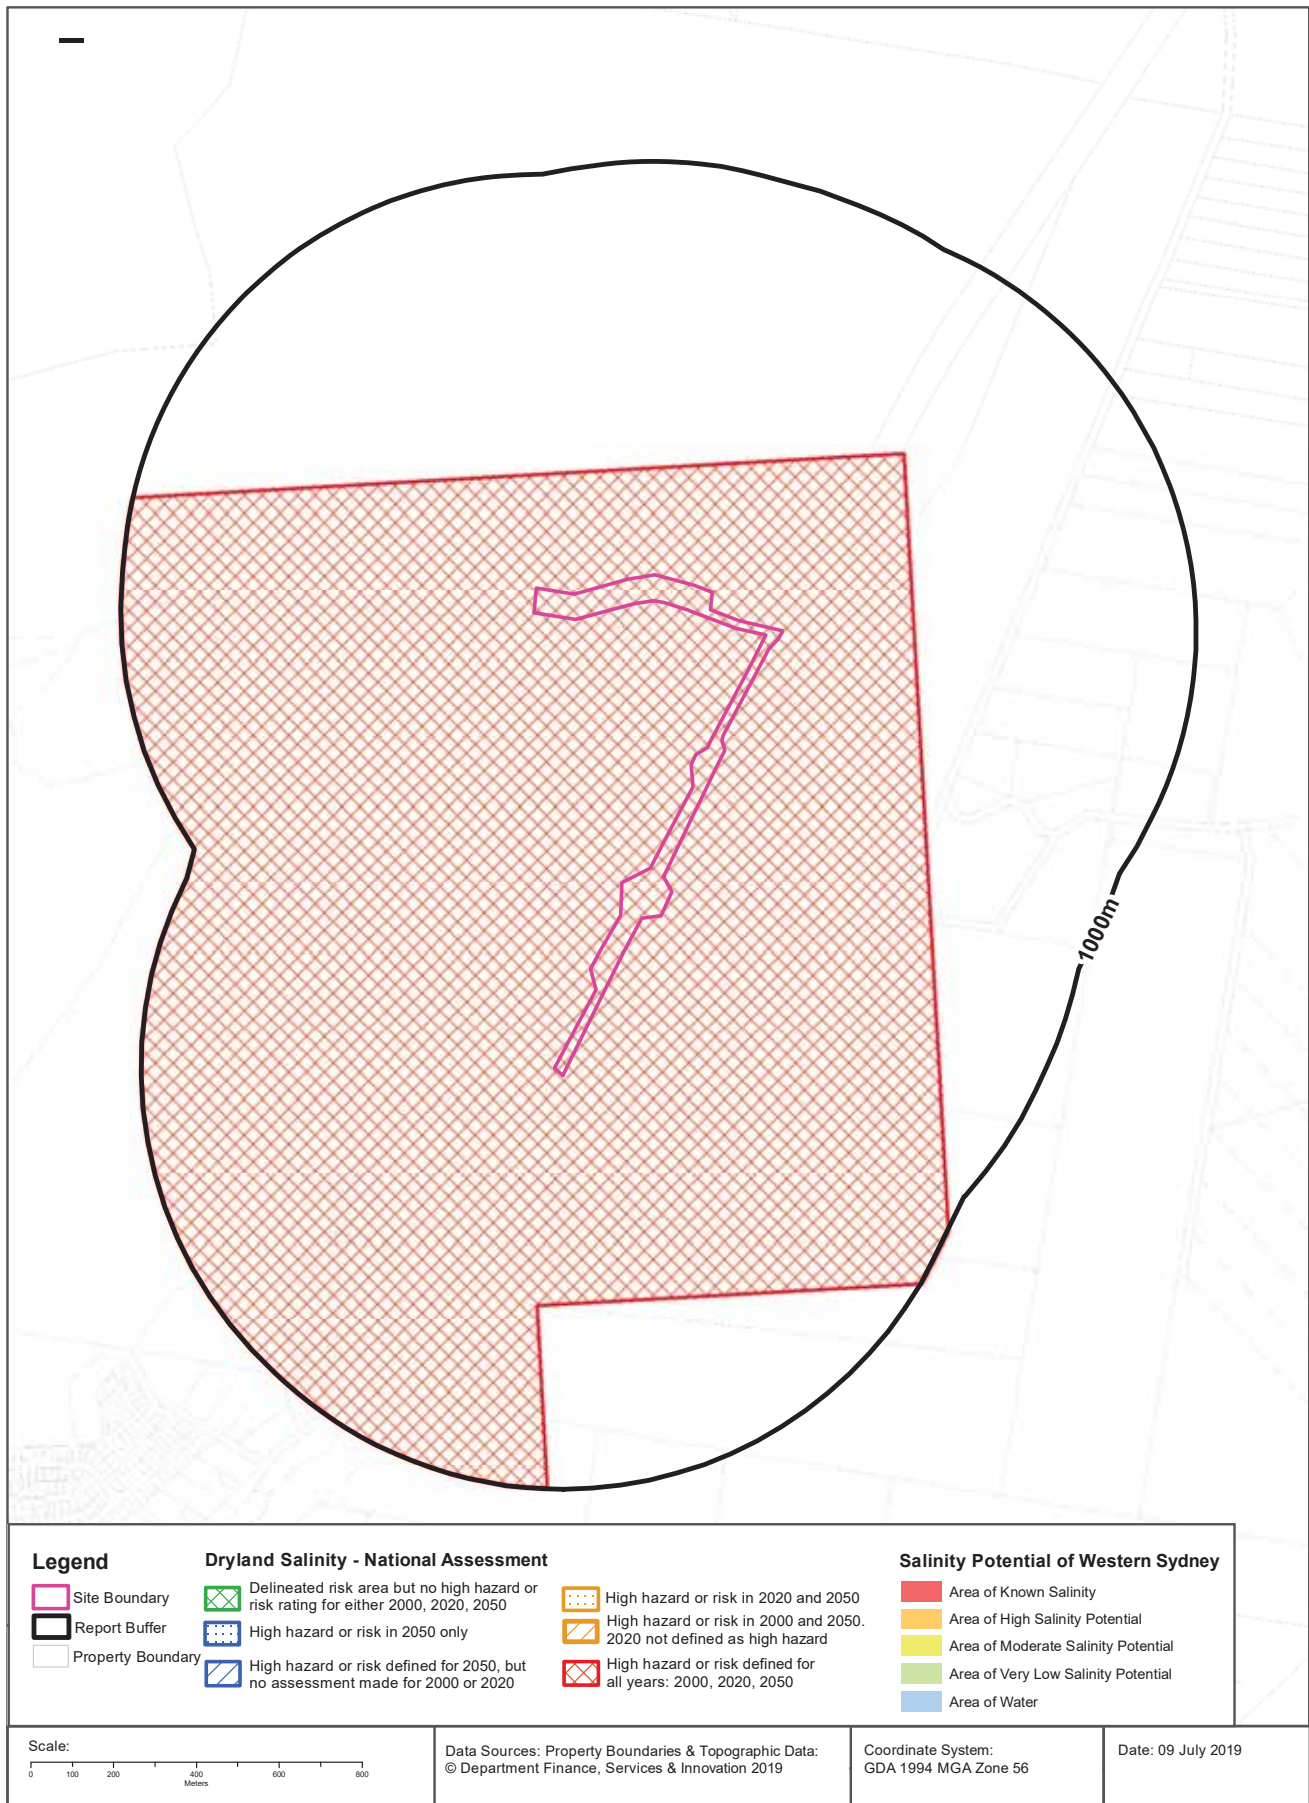 1000m
Legend
Site Boundary
Report Buffer
Property Boundary
Dryland Salinity - National Assessment
Delineated risk area but no high hazard or
risk rating for either 2000, 2020, 2050
High hazard or risk in 2050 only
High hazard or risk defined for 2050, but
no assessment made for 2000 or 2020
High hazard or risk in 2020 and 2050
High hazard or risk in 2000 and 2050.
2020 not defined as high hazard
High hazard or risk defined for
all years: 2000, 2020, 2050
Salinity Potential of Western Sydney
Area of Known Salinity
Area of High Salinity Potential
Area of Moderate Salinity Potential
Area of Very Low Salinity Potential
Area of Water
Scale:
0 100 200 400 600 800
Meters
Data Sources: Property Boundaries & Topographic Data:
© Department Finance, Services & Innovation 2019
Coordinate System:
GDA 1994 MGA Zone 56
Date: 09 July 2019